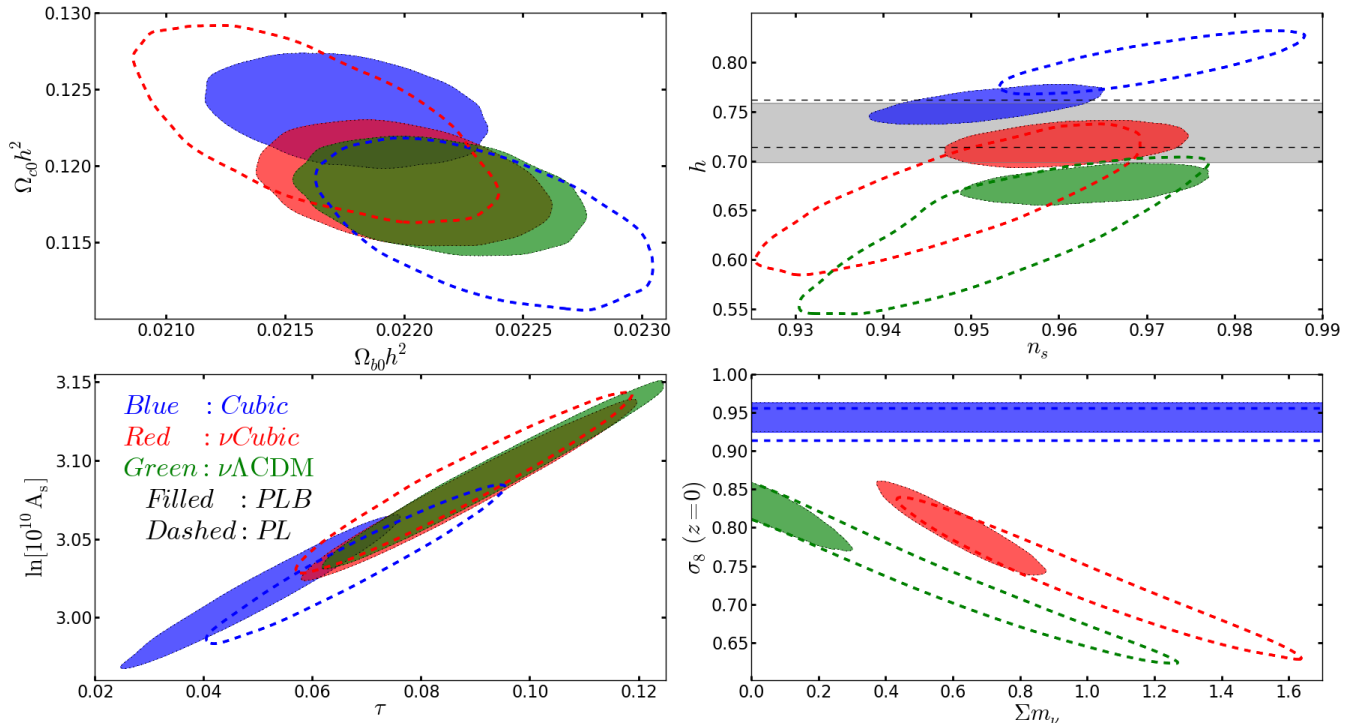 0.130
0.125
0.120
0.115
Ω_{c0}h²
0.0210 0.0215 0.0220 0.0225 0.0230
Ω_{b0}h²
0.80
0.75
0.70
0.65
0.60
0.55
h
0.93 0.94 0.95 0.96 0.97 0.98 0.99
n_s
3.15
3.10
3.05
3.00
ln[10^{10} A_s]
Blue : Cubic
Red : νCubic
Green : νΛCDM
Filled : PLB
Dashed : PL
0.02 0.04 0.06 0.08 0.10 0.12
τ
1.00
0.95
0.90
0.85
0.80
0.75
0.70
0.65
σ_8 (z=0)
0.0 0.2 0.4 0.6 0.8 1.0 1.2 1.4 1.6
Σm_ν